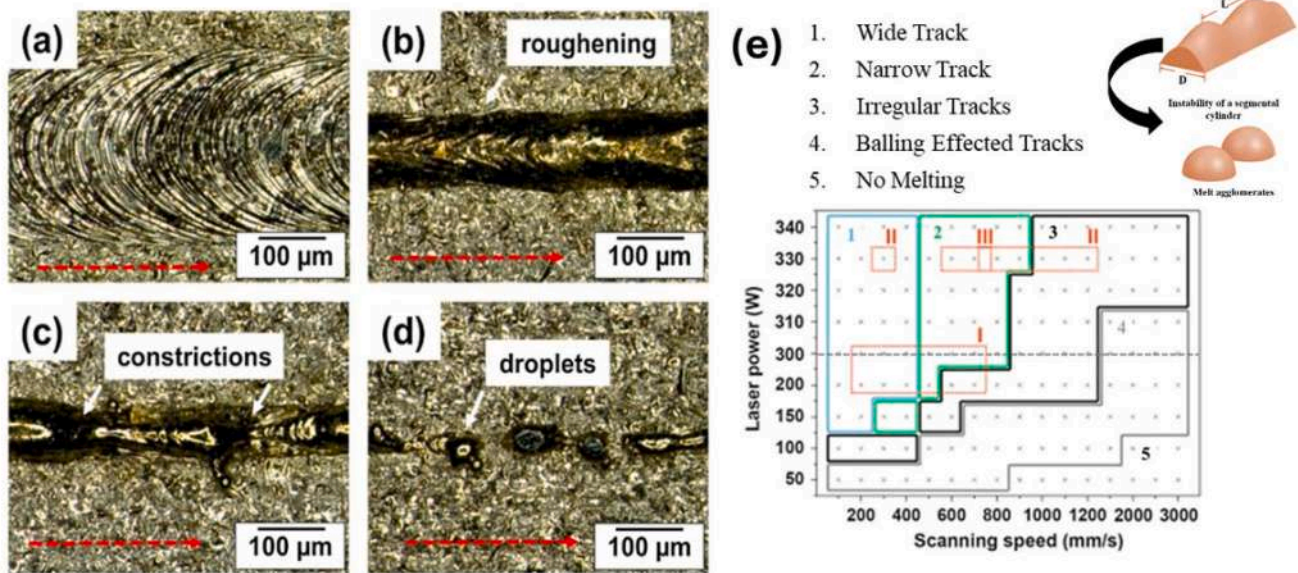 (a)
100 µm
(b)
roughening
100 µm
(c)
constrictions
100 µm
(d)
droplets
100 µm
(e)
1. Wide Track
2. Narrow Track
3. Irregular Tracks
4. Balling Effected Tracks
5. No Melting
L
D
Instability of a segmental
cylinder
Melt agglomerates
Laser power (W)
340
330
320
310
300
200
150
100
50
1
II
2
III
3
II
I
4
5
200 400 600 800 1000 1200 2000 3000
Scanning speed (mm/s)